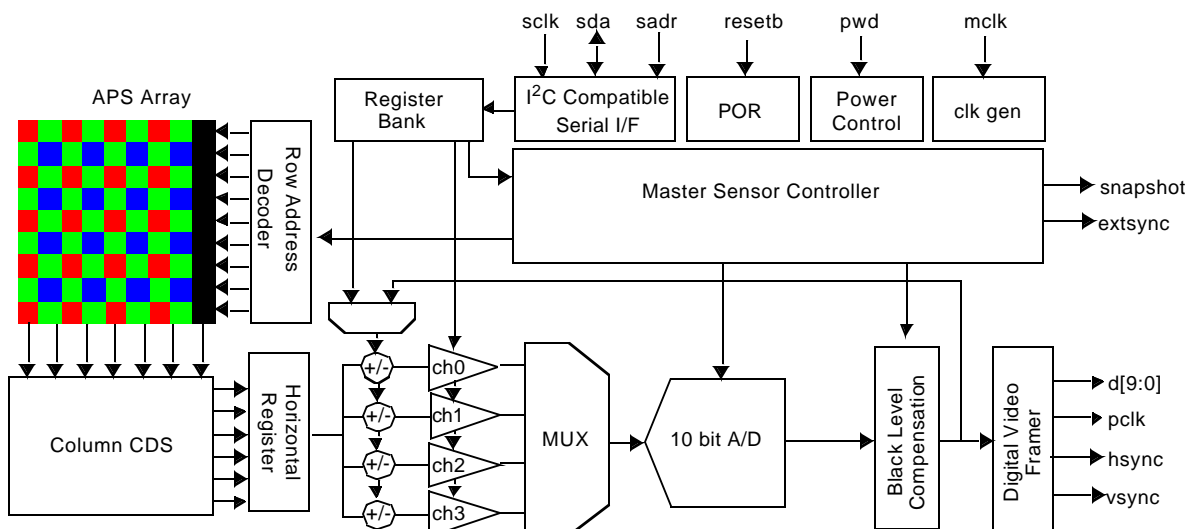 sclk sda sadr resetb pwd mclk
APS Array
Register
Bank
I²C Compatible
Serial I/F
POR
Power
Control
clk gen
Row Address
Decoder
Master Sensor Controller
snapshot
extsync
Column CDS
Horizontal
Register
+/-
+/-
+/-
+/-
ch0
ch1
ch2
ch3
MUX
10 bit A/D
Black Level
Compensation
Digital Video
Framer
d[9:0]
pclk
hsync
vsync